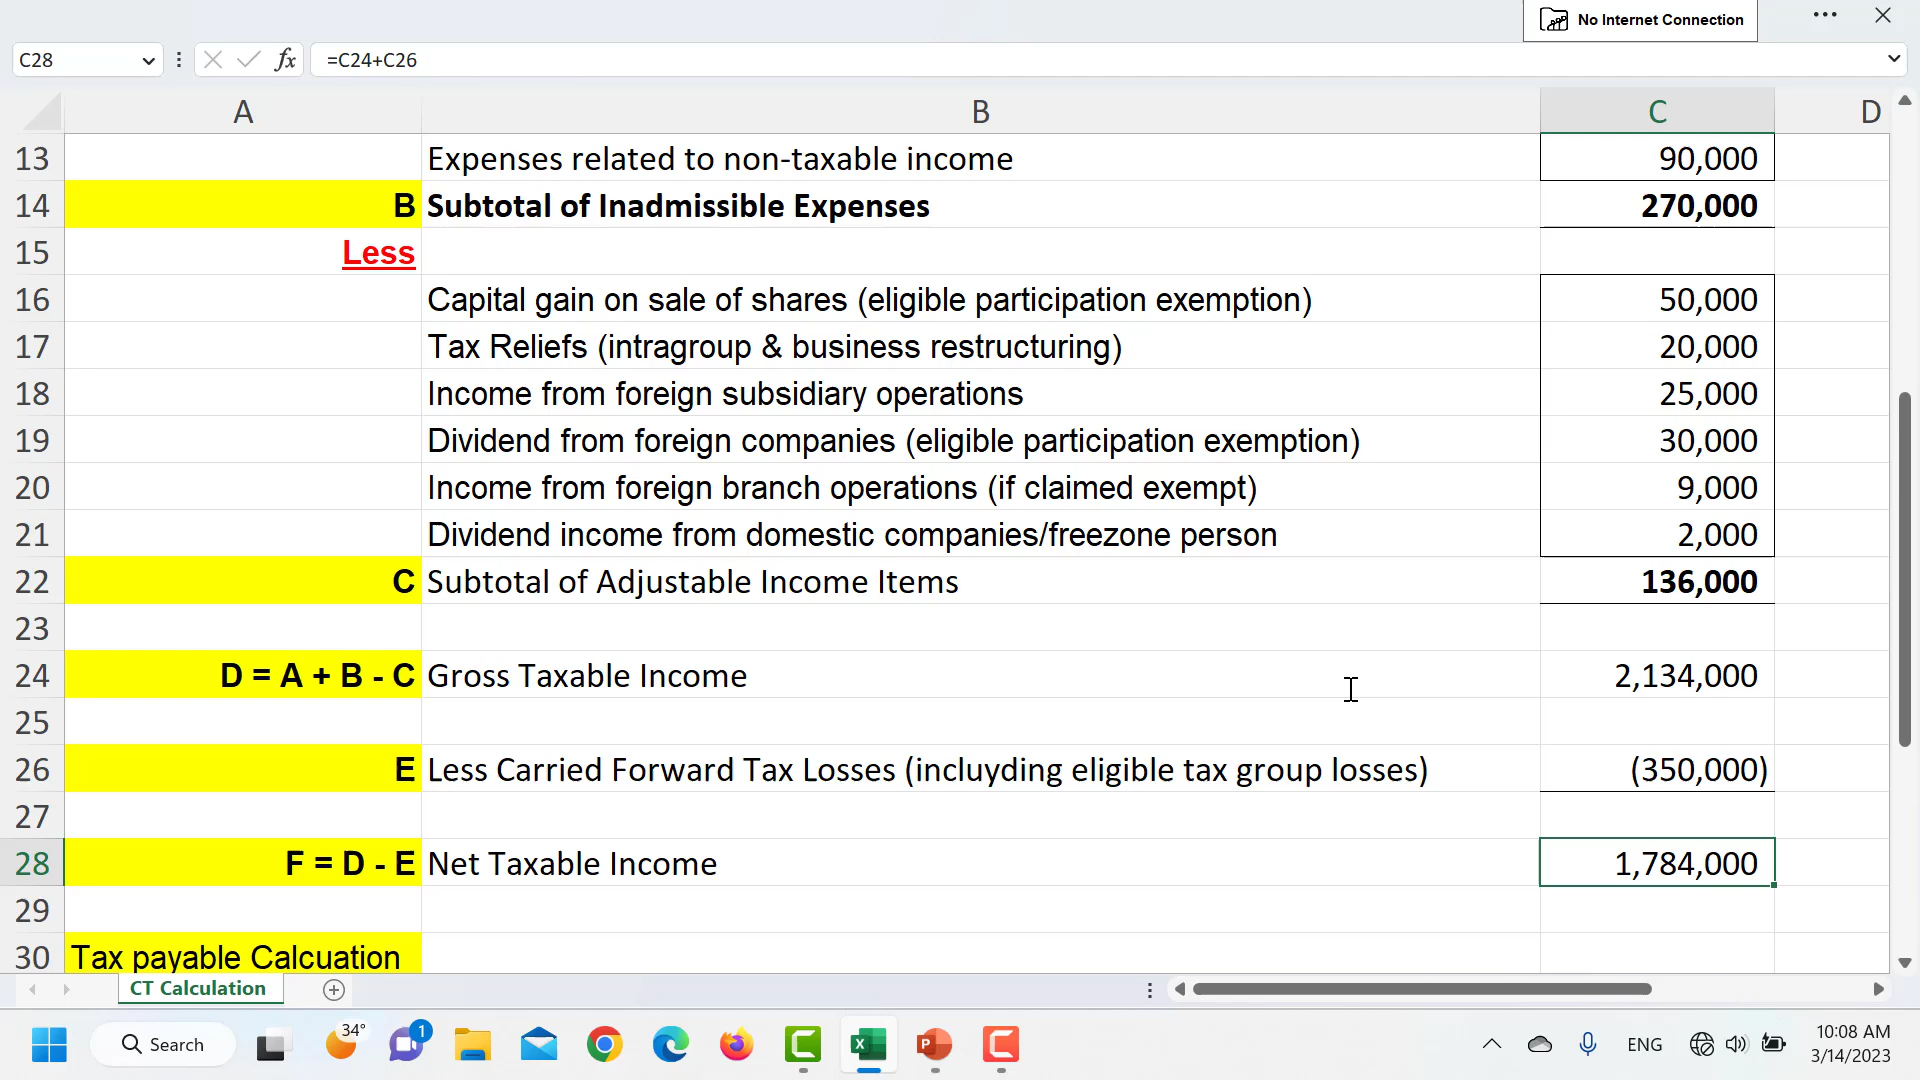 No Internet Connection
C28
fx
=C24+C26
A B C D
13 Expenses related to non-taxable income 90,000
14 B Subtotal of Inadmissible Expenses 270,000
15 Less
16 Capital gain on sale of shares (eligible participation exemption) 50,000
17 Tax Reliefs (intragroup & business restructuring) 20,000
18 Income from foreign subsidiary operations 25,000
19 Dividend from foreign companies (eligible participation exemption) 30,000
20 Income from foreign branch operations (if claimed exempt) 9,000
21 Dividend income from domestic companies/freezone person 2,000
22 C Subtotal of Adjustable Income Items 136,000
23
24 D = A + B - C Gross Taxable Income 2,134,000
25
26 E Less Carried Forward Tax Losses (incluyding eligible tax group losses) (350,000)
27
28 F = D - E Net Taxable Income 1,784,000
29
30 Tax payable Calcuation
CT Calculation
Search
34°
1
ENG
10:08 AM
3/14/2023